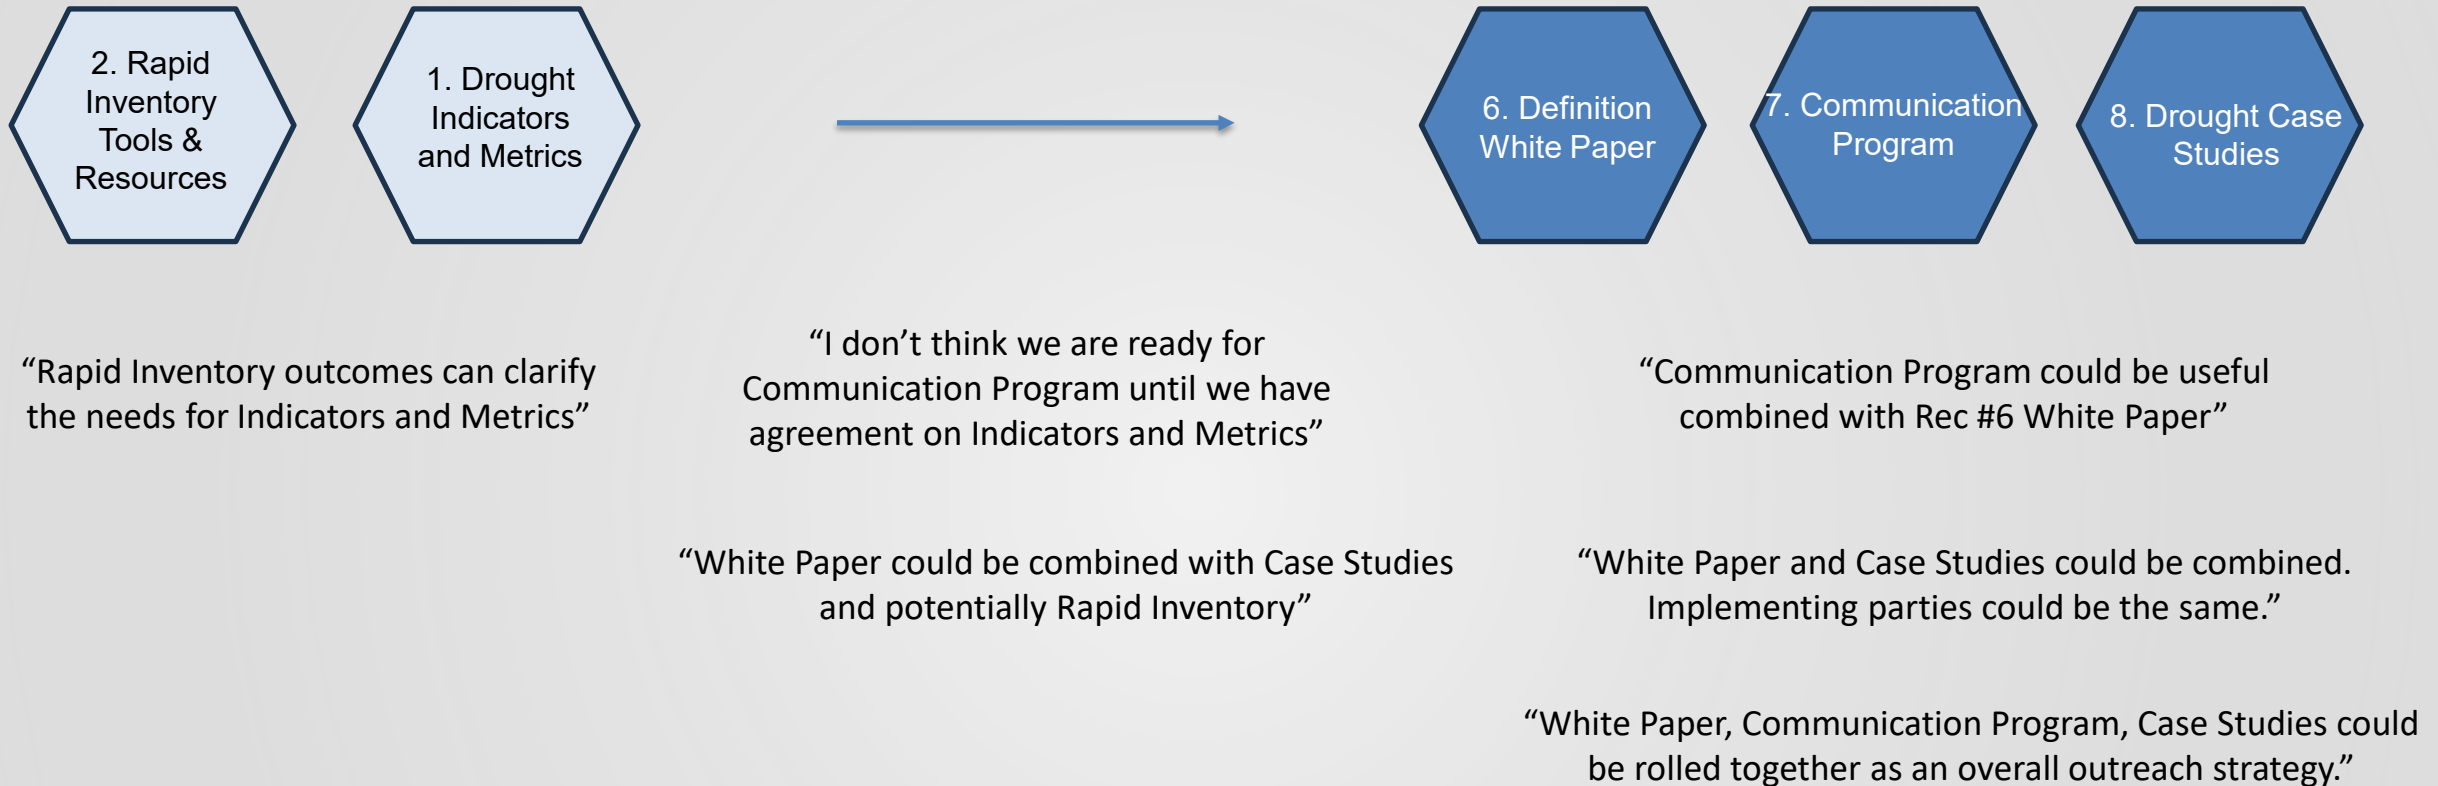 2. Rapid
Inventory
Tools &
Resources
1. Drought
Indicators
and Metrics
6. Definition
White Paper
7. Communication
Program
8. Drought Case
Studies
“Rapid Inventory outcomes can clarify
the needs for Indicators and Metrics”
“I don’t think we are ready for
Communication Program until we have
agreement on Indicators and Metrics”
“White Paper could be combined with Case Studies
and potentially Rapid Inventory”
“Communication Program could be useful
combined with Rec #6 White Paper”
“White Paper and Case Studies could be combined.
Implementing parties could be the same.”
“White Paper, Communication Program, Case Studies could
be rolled together as an overall outreach strategy.”